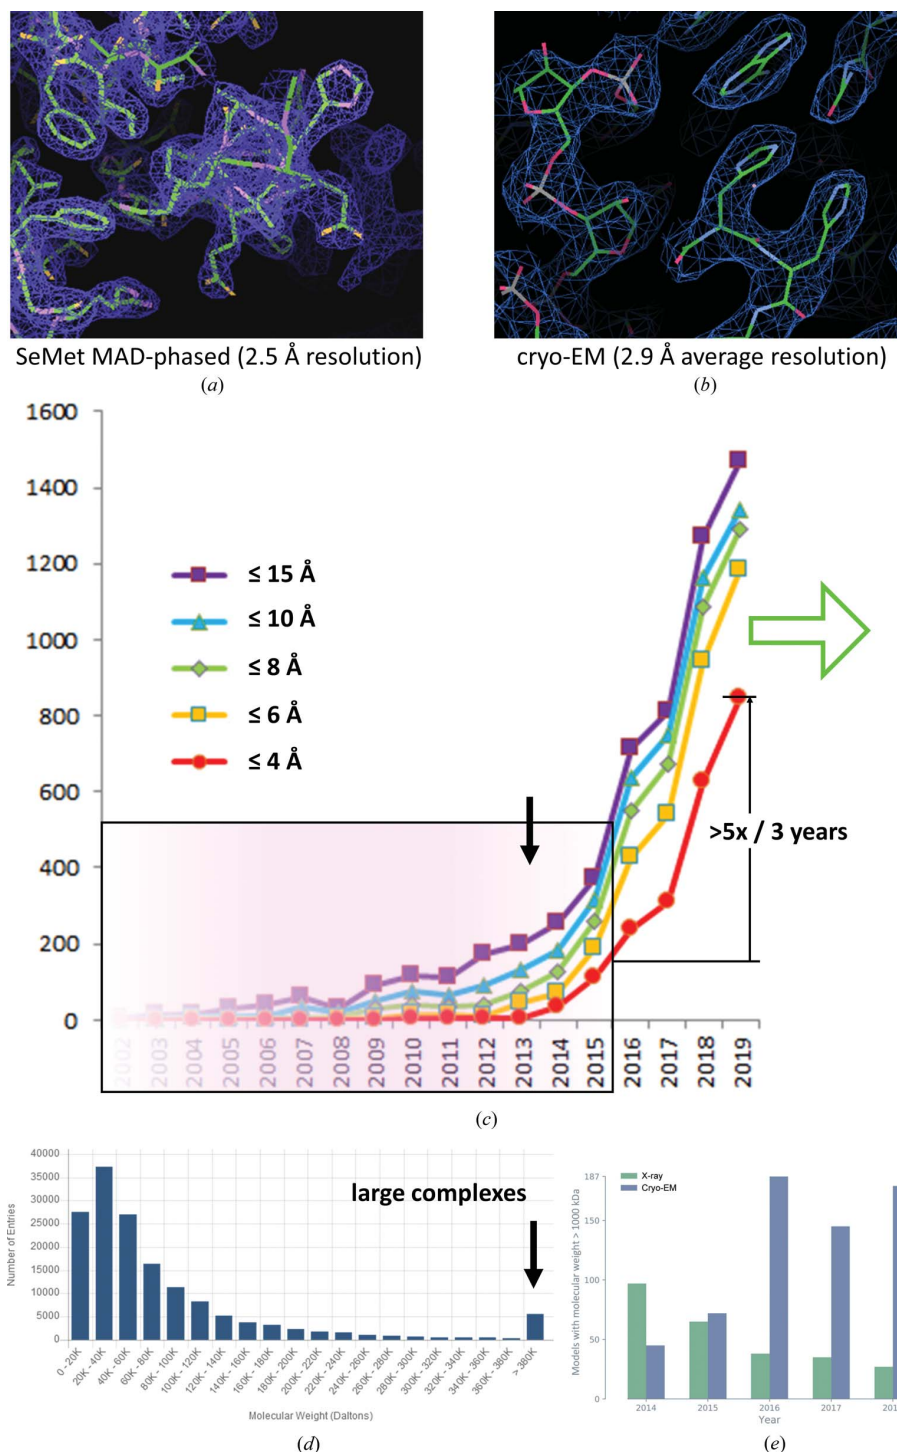 SeMet MAD-phased (2.5 Å resolution)
(a)
cryo-EM (2.9 Å average resolution)
(b)
1600
1400
1200
1000
800
600
400
200
0
≤ 15 Å
≤ 10 Å
≤ 8 Å
≤ 6 Å
≤ 4 Å
>5x / 3 years
2002
2003
2004
2005
2006
2007
2008
2009
2010
2011
2012
2013
2014
2015
2016
2017
2018
2019
(c)
40000
35000
30000
25000
20000
15000
10000
5000
0
Number of Entries
large complexes
0 - 20K
20K - 40K
40K - 60K
60K - 80K
80K - 100K
100K - 120K
120K - 140K
140K - 160K
160K - 180K
180K - 200K
200K - 220K
220K - 240K
240K - 260K
260K - 280K
280K - 300K
300K - 320K
320K - 340K
340K - 360K
360K - 380K
> 380K
Molecular Weight (Daltons)
(d)
187
150
100
50
0
Models with molecular weight > 1000 kDa
X-ray
Cryo-EM
2014
2015
2016
2017
Year
(e)